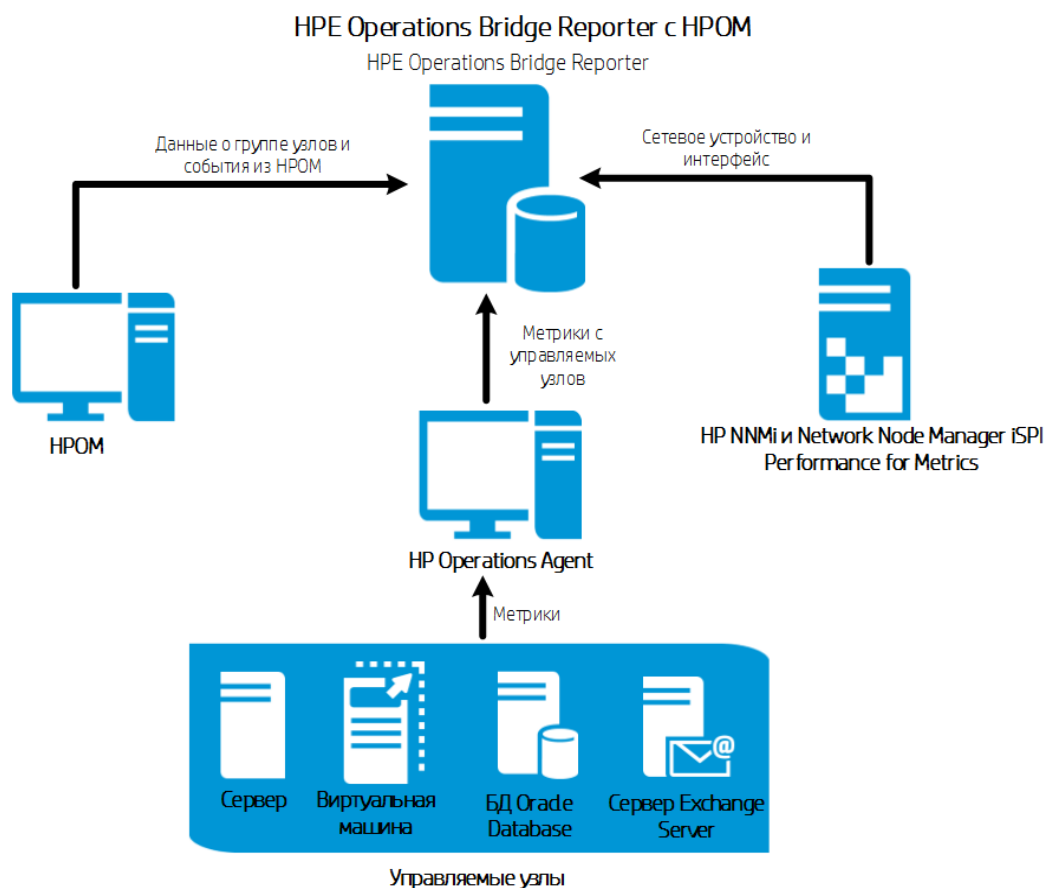 HPE Operations Bridge Reporter с HPOM
HPE Operations Bridge Reporter
Данные о группе узлов и
события из HPOM
Сетевое устройство и
интерфейс
Метрики с
управляемых
узлов
HPOM
HP NNMi и Network Node Manager iSPI
Performance for Metrics
HP Operations Agent
Метрики
@
Сервер
Виртуальная
машина
БД Oracle
Database
Сервер Exchange
Server
Управляемые узлы